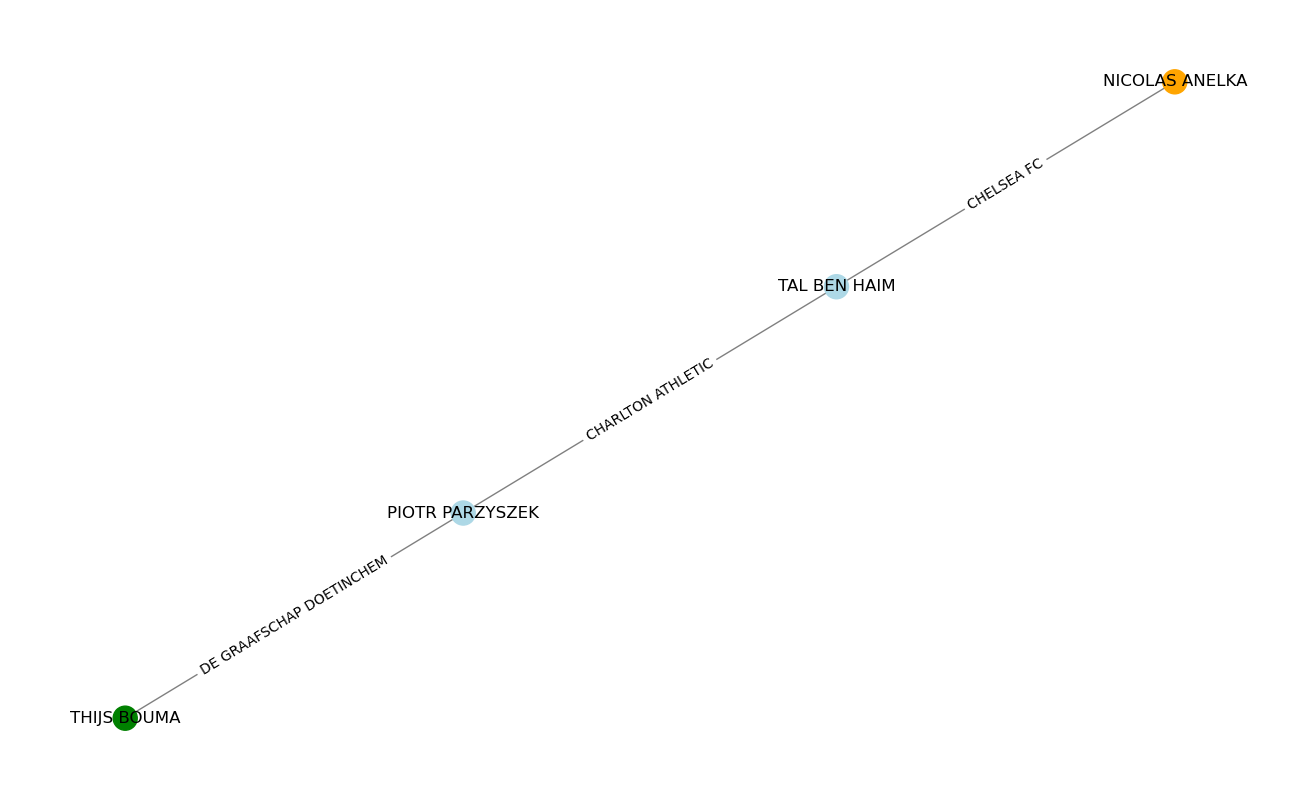 NICOLAS ANELKA
CHELSEA FC
TAL BEN HAIM
CHARLTON ATHLETIC
PIOTR PARZYSZEK
DE GRAAFSCHAP DOETINCHEM
THIJS BOUMA